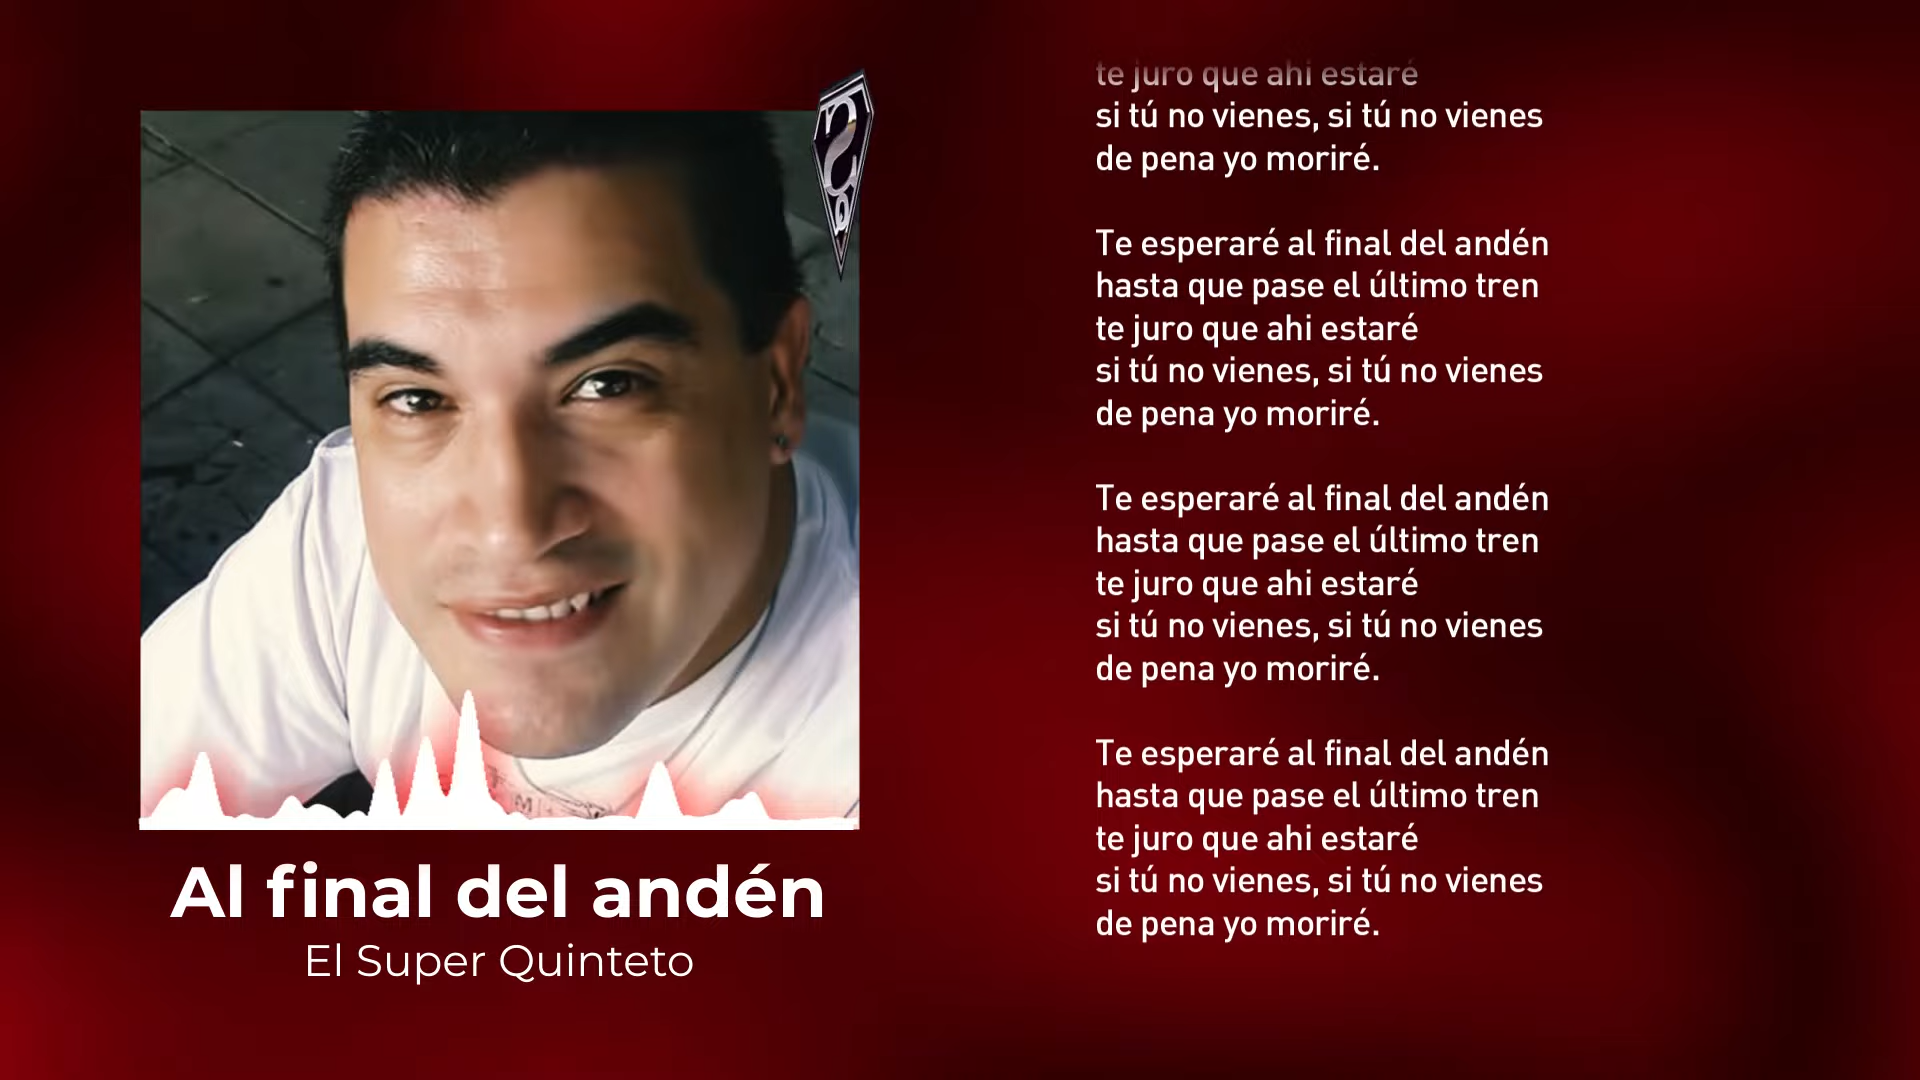 te juro que ahi estaré
si tú no vienes, si tú no vienes
de pena yo moriré.
Te esperaré al final del andén
hasta que pase el último tren
te juro que ahi estaré
si tú no vienes, si tú no vienes
de pena yo moriré.
Te esperaré al final del andén
hasta que pase el último tren
te juro que ahi estaré
si tú no vienes, si tú no vienes
de pena yo moriré.
Te esperaré al final del andén
hasta que pase el último tren
te juro que ahi estaré
si tú no vienes, si tú no vienes
de pena yo moriré.
Al final del andén
El Super Quinteto